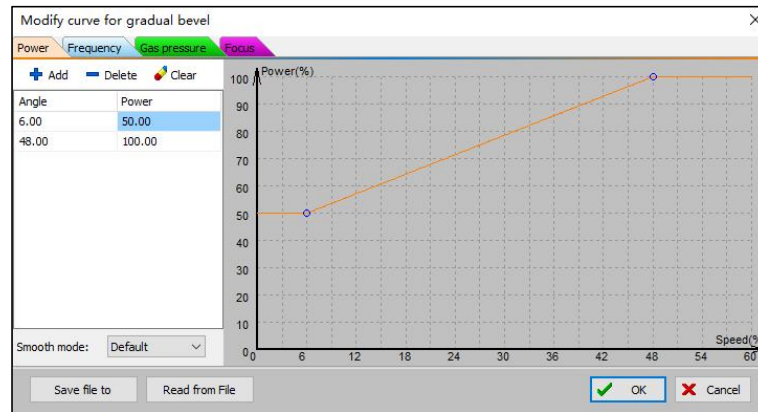 Modify curve for gradual bevel
Power Frequency Gas pressure Focus
Add Delete Clear
Angle Power
6.00 50.00
48.00 100.00
Smooth mode: Default
Power(%)
100
90
80
70
60
50
40
30
20
10
0
0 6 12 18 24 30 36 42 48 54 60
Speed(%
Save file to Read from File OK Cancel